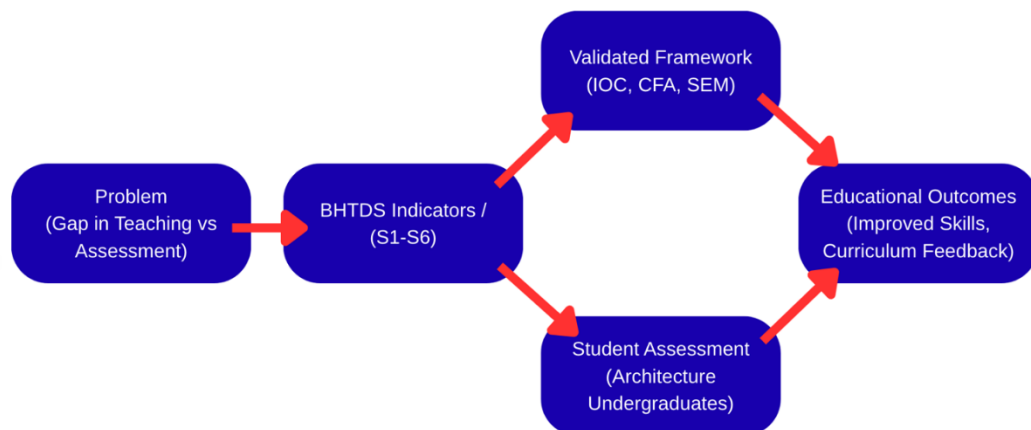 Problem
(Gap in Teaching vs
Assessment)
BHTDS Indicators /
(S1-S6)
Validated Framework
(IOC, CFA, SEM)
Student Assessment
(Architecture
Undergraduates)
Educational Outcomes
(Improved Skills,
Curriculum Feedback)